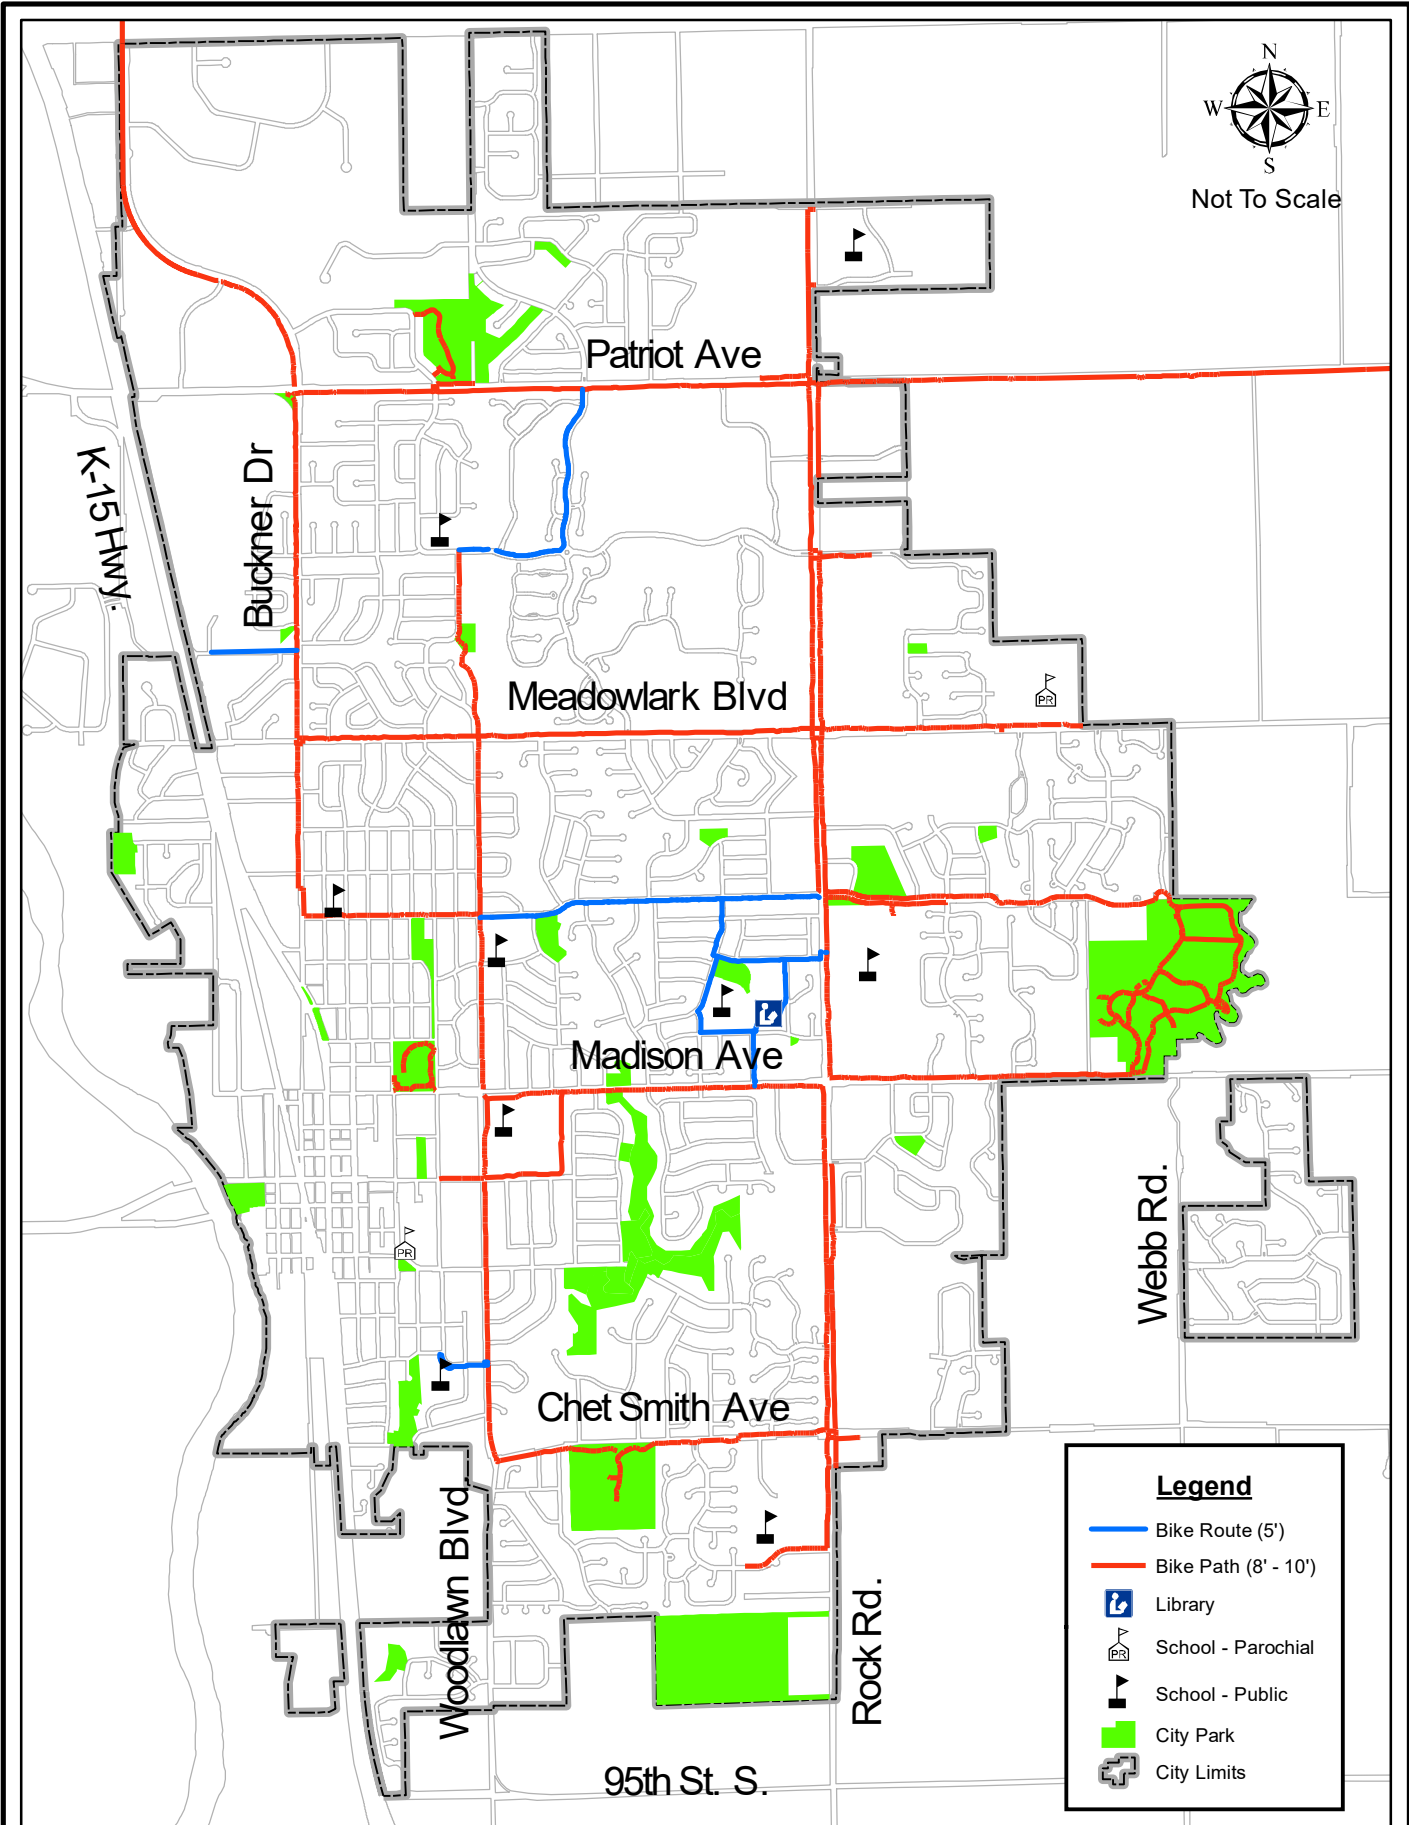 N
W E
S
Not To Scale
Patriot Ave
K-15 Hwy.
Buckner Dr
Meadowlark Blvd
PR
Madison Ave
PR
Webb Rd.
Chet Smith Ave
Woodlawn Blvd
Rock Rd.
95th St. S.
Legend
Bike Route (5')
Bike Path (8' - 10')
Library
PR
School - Parochial
School - Public
City Park
City Limits